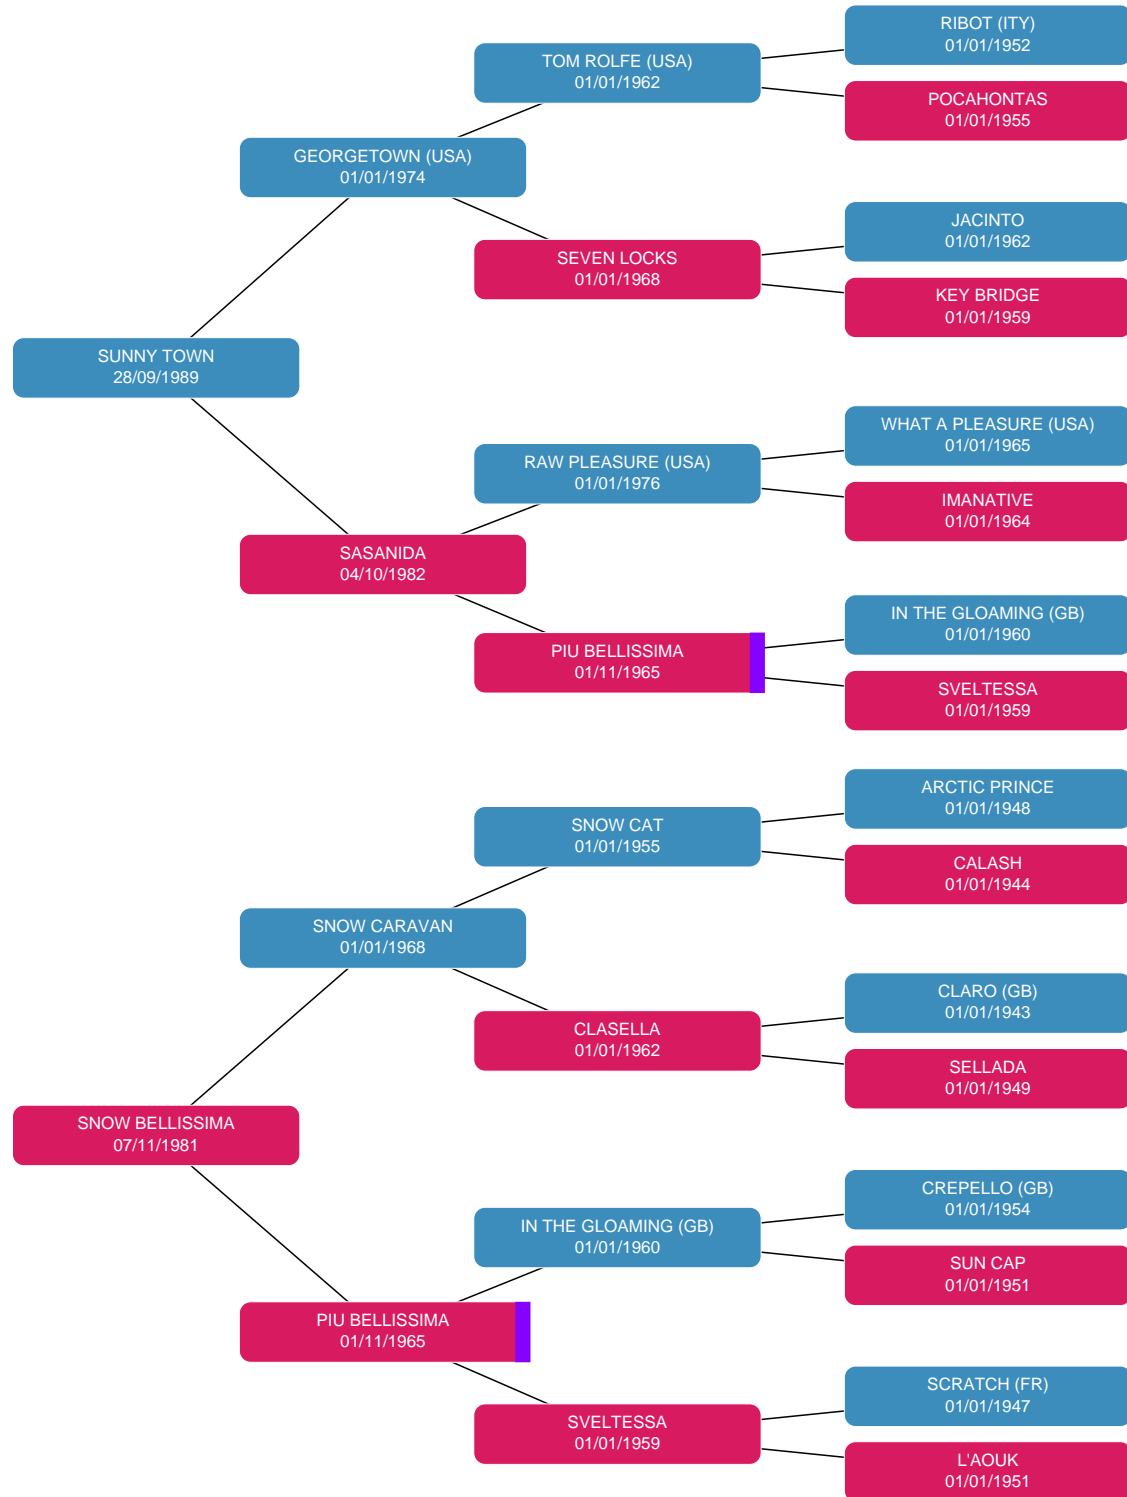 RIBOT (ITY)
01/01/1952
TOM ROLFE (USA)
01/01/1962
POCAHONTAS
01/01/1955
GEORGETOWN (USA)
01/01/1974
JACINTO
01/01/1962
SEVEN LOCKS
01/01/1968
KEY BRIDGE
01/01/1959
SUNNY TOWN
28/09/1989
WHAT A PLEASURE (USA)
01/01/1965
RAW PLEASURE (USA)
01/01/1976
IMANATIVE
01/01/1964
SASANIDA
04/10/1982
IN THE GLOAMING (GB)
01/01/1960
PIU BELLISSIMA
01/11/1965
SVELTESSA
01/01/1959
ARCTIC PRINCE
01/01/1948
SNOW CAT
01/01/1955
CALASH
01/01/1944
SNOW CARAVAN
01/01/1968
CLARO (GB)
01/01/1943
CLASELLA
01/01/1962
SELLADA
01/01/1949
SNOW BELLISSIMA
07/11/1981
CREPELLO (GB)
01/01/1954
IN THE GLOAMING (GB)
01/01/1960
SUN CAP
01/01/1951
PIU BELLISSIMA
01/11/1965
SCRATCH (FR)
01/01/1947
SVELTESSA
01/01/1959
L'AOUK
01/01/1951